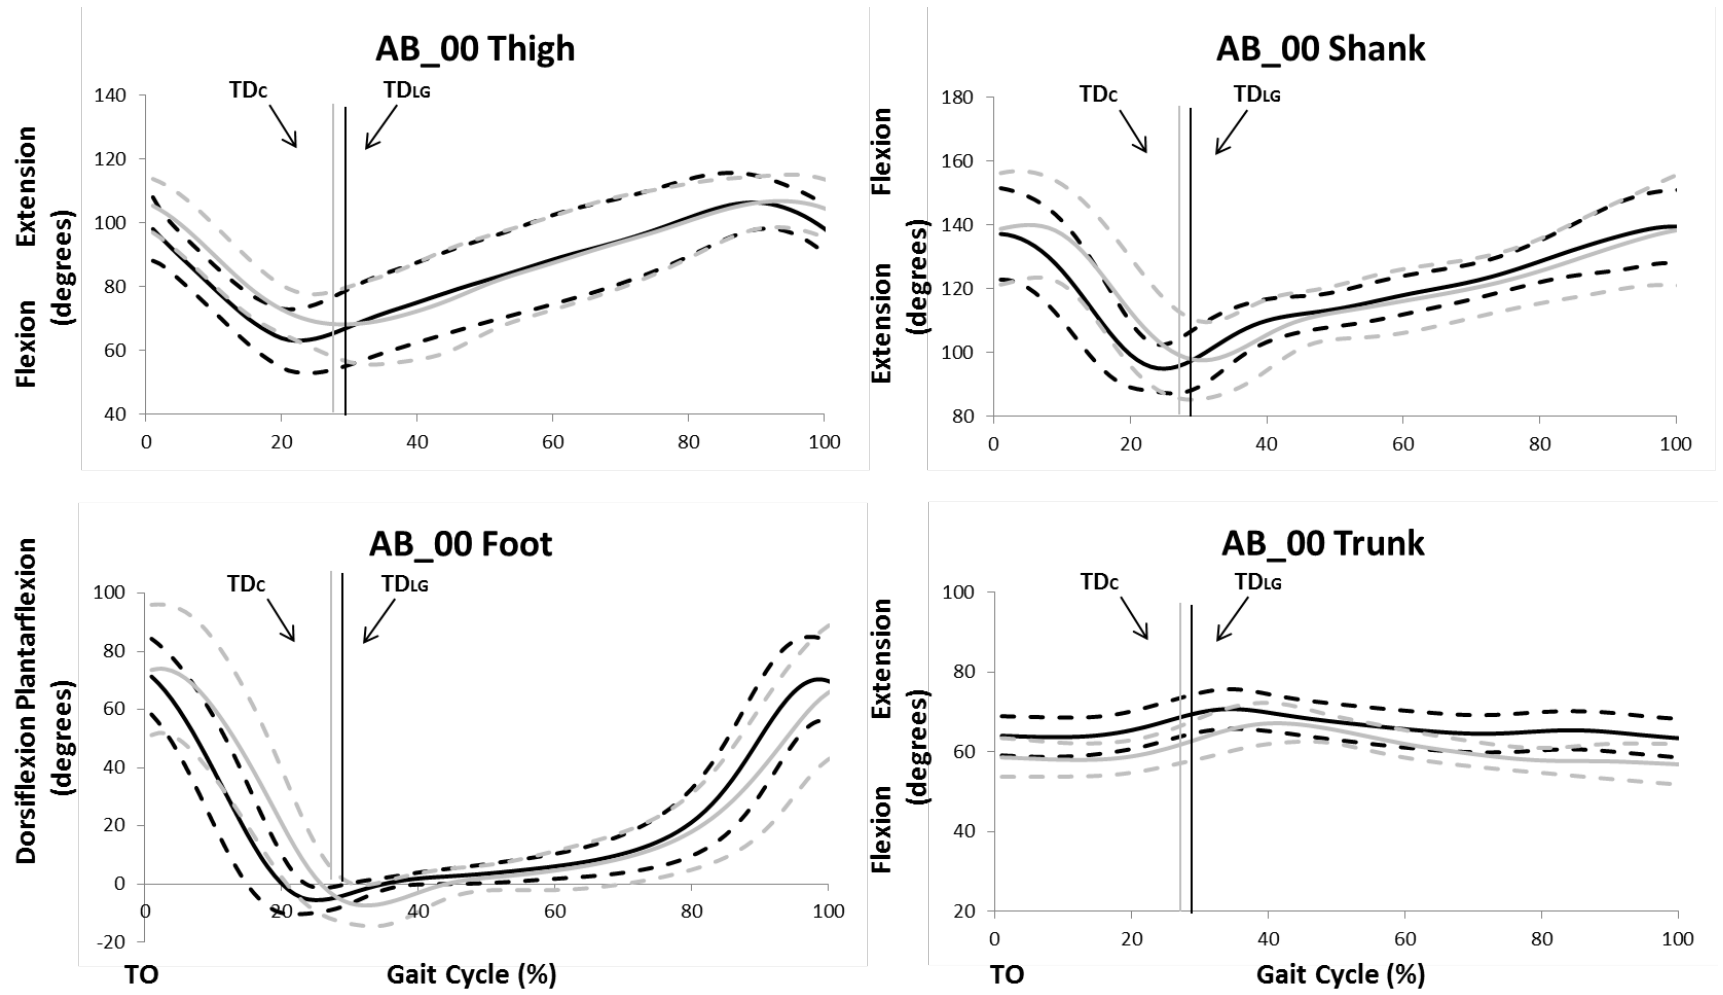 AB_00 Thigh
TDC
TDLG
Extension
Flexion
(degrees)
140
120
100
80
60
40
0 20 40 60 80 100
AB_00 Shank
TDC
TDLG
Flexion
Extension
(degrees)
180
160
140
120
100
80
0 20 40 60 80 100
AB_00 Foot
TDC
TDLG
Dorsiflexion Plantarflexion
(degrees)
100
80
60
40
20
0
-20
0 20 40 60 80 100
TO
Gait Cycle (%)
AB_00 Trunk
TDC
TDLG
Extension
Flexion
(degrees)
100
80
60
40
20
0 20 40 60 80 100
TO
Gait Cycle (%)